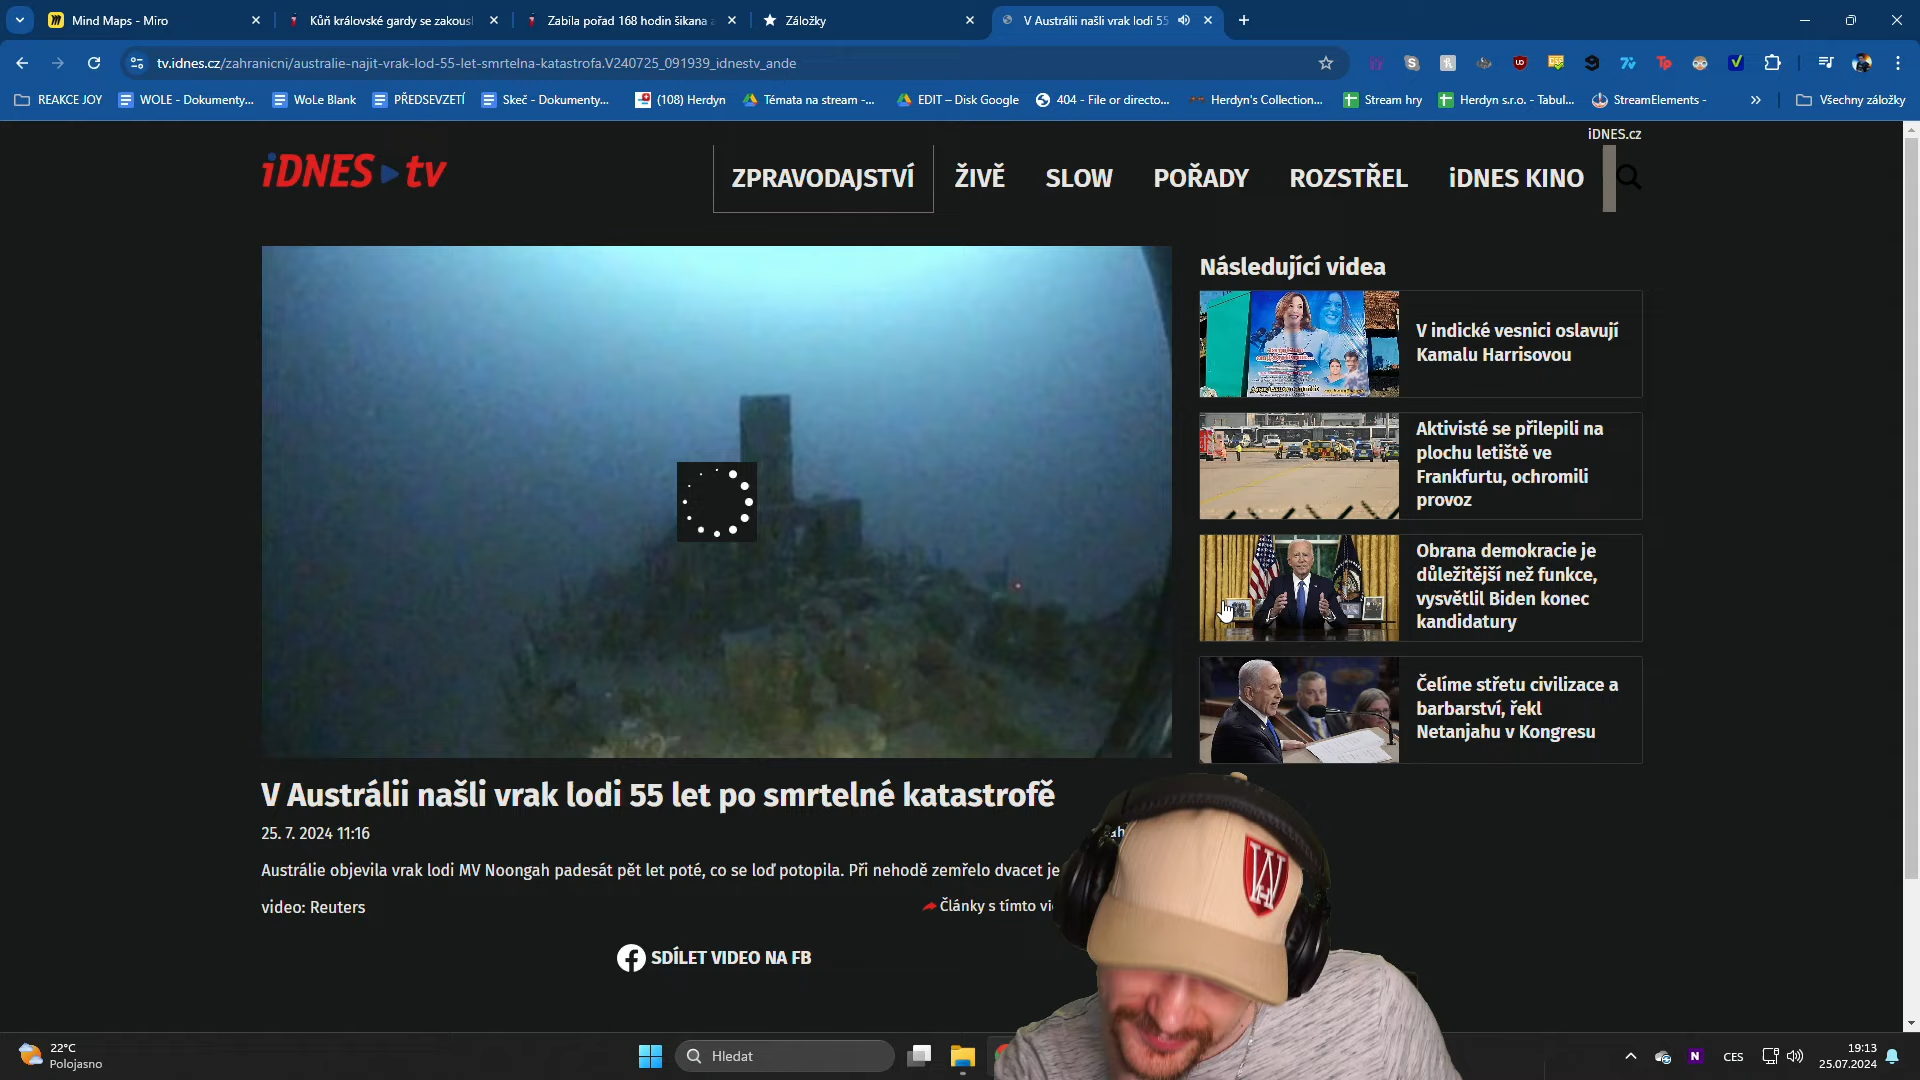 Mind Maps - Miro
Kůň královské gardy se zakousl
Zabila pořad 168 hodin šikana a
Záložky
V Austrálii našli vrak lodi 55
tv.idnes.cz/zahranicni/australie-najit-vrak-lod-55-let-smrtelna-katastrofa.V240725_091939_idnestv_ande
REAKCE JOY
WOLE - Dokumenty...
WoLe Blank
PŘEDSEVZETÍ
Skeč - Dokumenty...
(108) Herdyn
Témata na stream -...
EDIT – Disk Google
404 - File or directo...
Herdyn's Collection...
Stream hry
Herdyn s.r.o. - Tabul...
StreamElements -
Všechny záložky
iDNES.cz
iDNES tv
ZPRAVODAJSTVÍ
ŽIVĚ
SLOW
POŘADY
ROZSTŘEL
iDNES KINO
Následující videa
V indické vesnici oslavují
Kamalu Harrisovou
Aktivisté se přilepili na
plochu letiště ve
Frankfurtu, ochromili
provoz
Obrana demokracie je
důležitější než funkce,
vysvětlil Biden konec
kandidatury
Čelíme střetu civilizace a
barbarství, řekl
Netanjahu v Kongresu
V Austrálii našli vrak lodi 55 let po smrtelné katastrofě
25. 7. 2024 11:16
Austrálie objevila vrak lodi MV Noongah padesát pět let poté, co se loď potopila. Při nehodě zemřelo dvacet je
video: Reuters
Články s tímto vi
SDÍLET VIDEO NA FB
22°C
Polojasno
Hledat
CES
19:13
25.07.2024